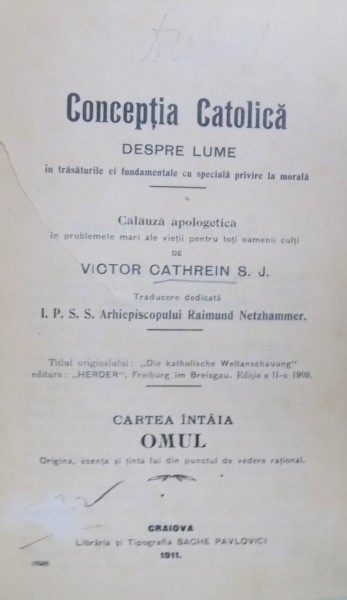 Concepția Catolică
DESPRE LUME
în trăsăturile ei fundamentale cu specială privire la morală
Călăuză apologetică
în problemele mari ale vieții pentru toți oamenii culți
DE
VICTOR CATHREIN S. J.
Traducere dedicată
I. P. S. S. Arhiepiscopului Raimund Netzhammer.
Titlul originalului: „Die katholische Weltanschauung"
editura: „HERDER", Freiburg im Breisgau. Ediție a II-a 1909.
CARTEA ÎNTÂIA
OMUL
Origina, esența și ținta lui din punctul de vedere rațional.
CRAIOVA
Librăria și Tipografia SACHE PAVLOVICI
1911.